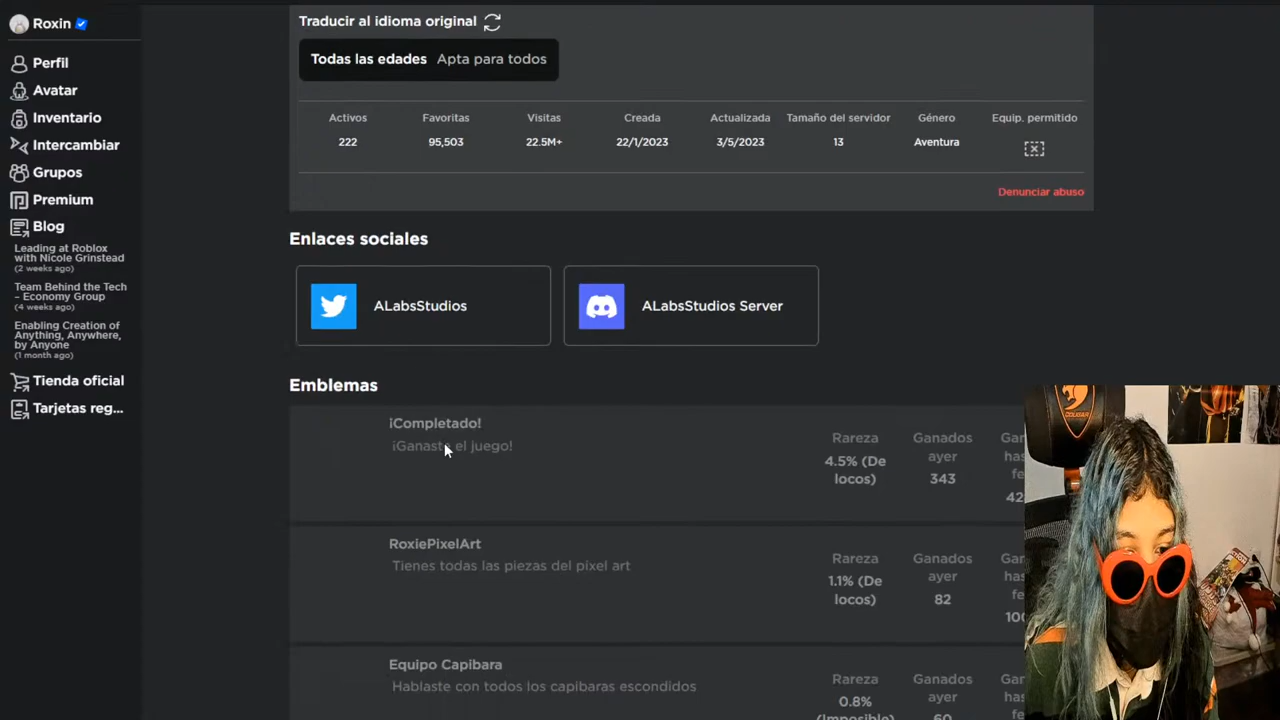 Roxin
Perfil
Avatar
Inventario
Intercambiar
Grupos
Premium
Blog
Leading at Roblox
with Nicole Grinstead
(2 weeks ago)
Team Behind the Tech
– Economy Group
(4 weeks ago)
Enabling Creation of
Anything, Anywhere,
by Anyone
(1 month ago)
Tienda oficial
Tarjetas reg...
Traducir al idioma original
Todas las edades Apta para todos
Activos Favoritas Visitas Creada Actualizada Tamaño del servidor Género Equip. permitido
222 95,503 22.5M+ 22/1/2023 3/5/2023 13 Aventura
Denunciar abuso
Enlaces sociales
ALabsStudios ALabsStudios Server
Emblemas
¡Completado!
¡Ganaste el juego!
Rareza
4.5% (De
locos)
Ganados
ayer
343
RoxiePixelArt
Tienes todas las piezas del pixel art
Rareza
1.1% (De
locos)
Ganados
ayer
82
Equipo Capibara
Hablaste con todos los capibaras escondidos
Rareza
0.8%
(Imposible)
Ganados
ayer
60
COUGAR